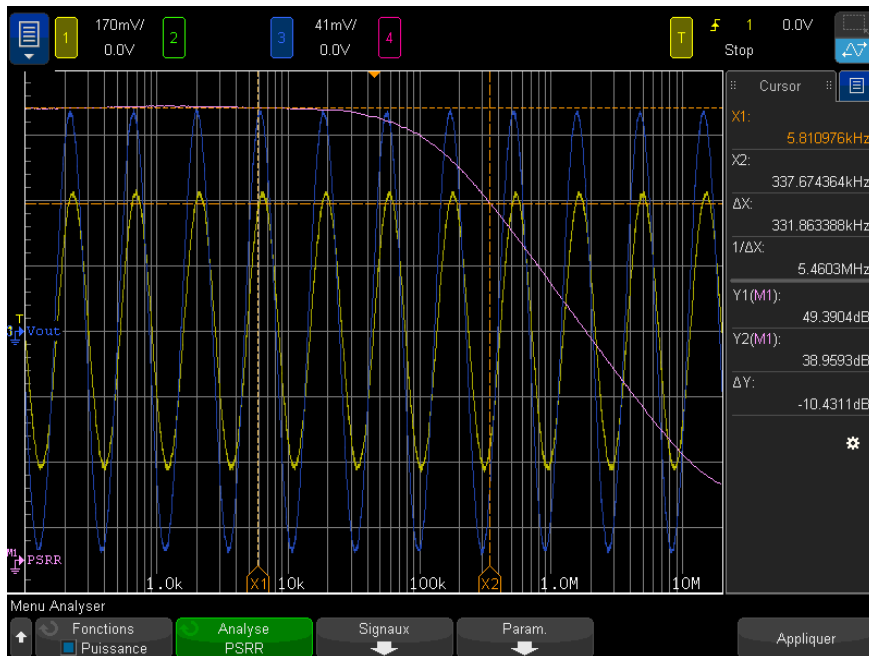 1 170mV/ 2 3 41mV/ 4 T 1 0.0V
0.0V 0.0V Stop
Cursor
X1:
5.810976kHz
X2:
337.674364kHz
ΔX:
331.863388kHz
1/ΔX:
5.4603MHz
Y1(M1):
49.3904dB
Y2(M1):
38.9593dB
ΔY:
-10.4311dB
T
Vout
M1 PSRR
1.0k X1 10k 100k X2 1.0M 10M
Menu Analyser
Fonctions Analyse Signaux Param. Appliquer
Puissance PSRR